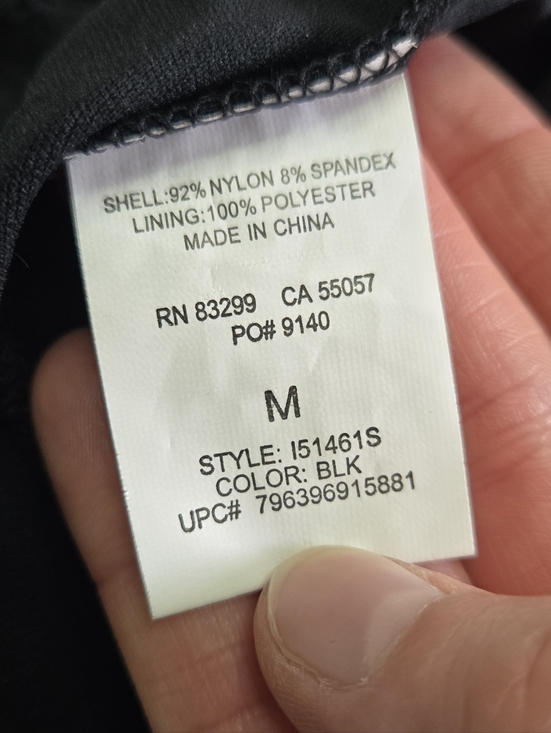 SHELL:92% NYLON 8% SPANDEX
LINING:100% POLYESTER
MADE IN CHINA
RN 83299 CA 55057
PO# 9140
M
STYLE: I51461S
COLOR: BLK
UPC# 796396915881